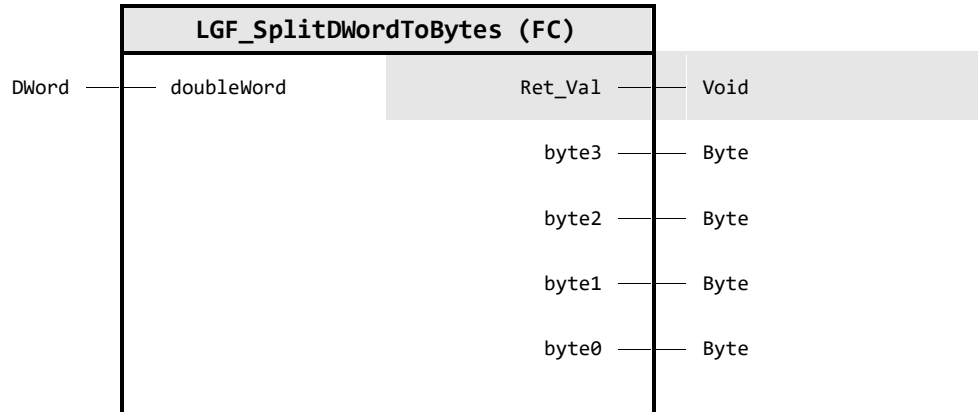 LGF_SplitDWordToBytes (FC)
DWord doubleWord Ret_Val Void
byte3 Byte
byte2 Byte
byte1 Byte
byte0 Byte